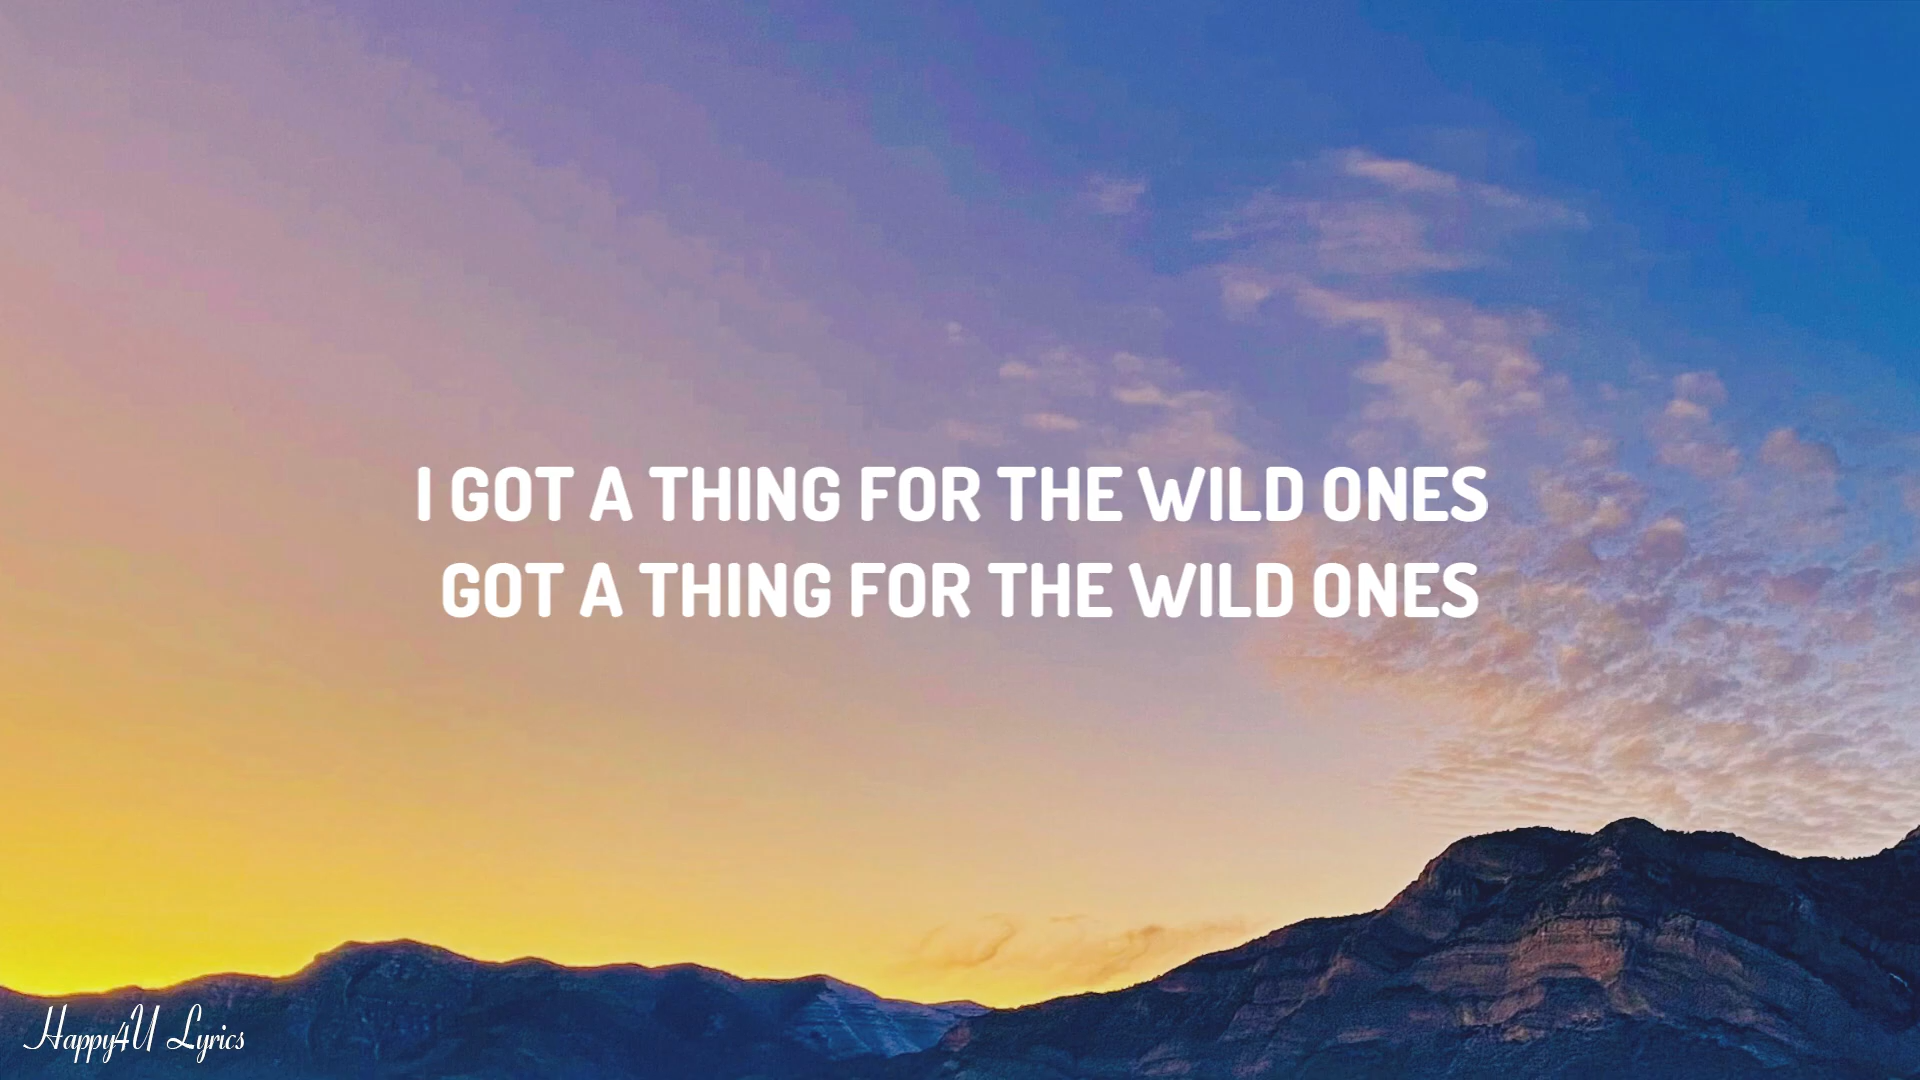 I GOT A THING FOR THE WILD ONES
GOT A THING FOR THE WILD ONES
Happy4U Lyrics